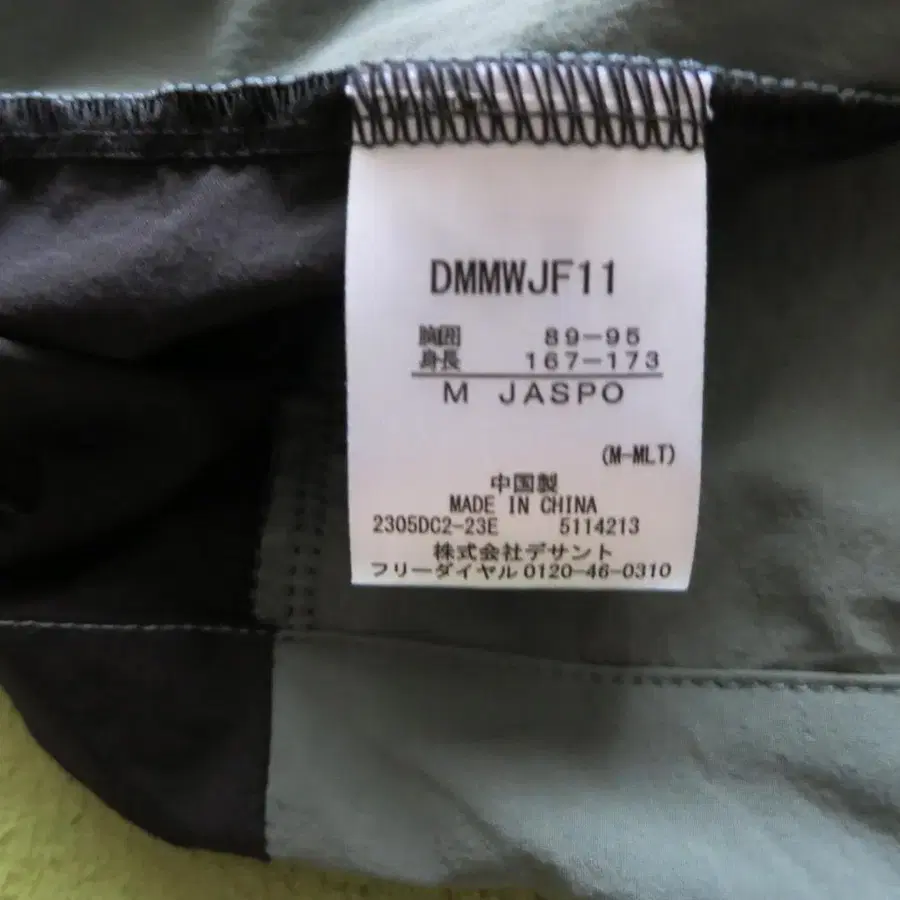 DMMWJF11
胸囲 89-95
身長 167-173
M JASPO
(M-MLT)
中国製
MADE IN CHINA
2305DC2-23E 5114213
株式会社デサント
フリーダイヤル 0120-46-0310